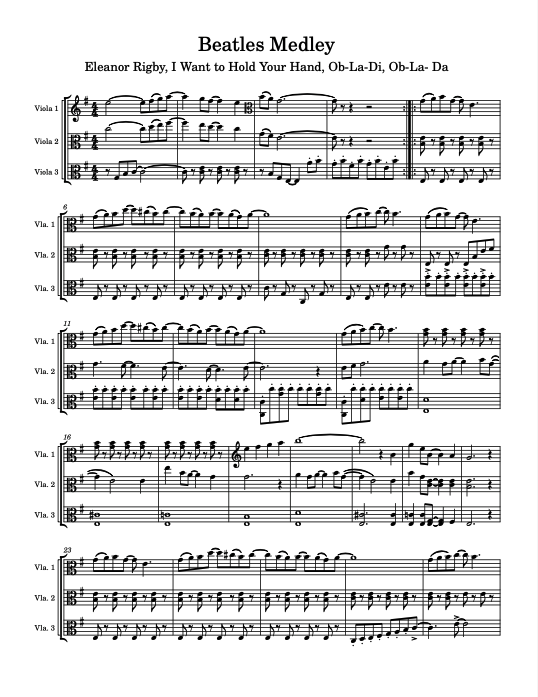 Beatles Medley
Eleanor Rigby, I Want to Hold Your Hand, Ob-La-Di, Ob-La- Da
Viola 1
Viola 2
Viola 3
6
Vla. 1
Vla. 2
Vla. 3
11
Vla. 1
Vla. 2
Vla. 3
16
Vla. 1
Vla. 2
Vla. 3
23
Vla. 1
Vla. 2
Vla. 3